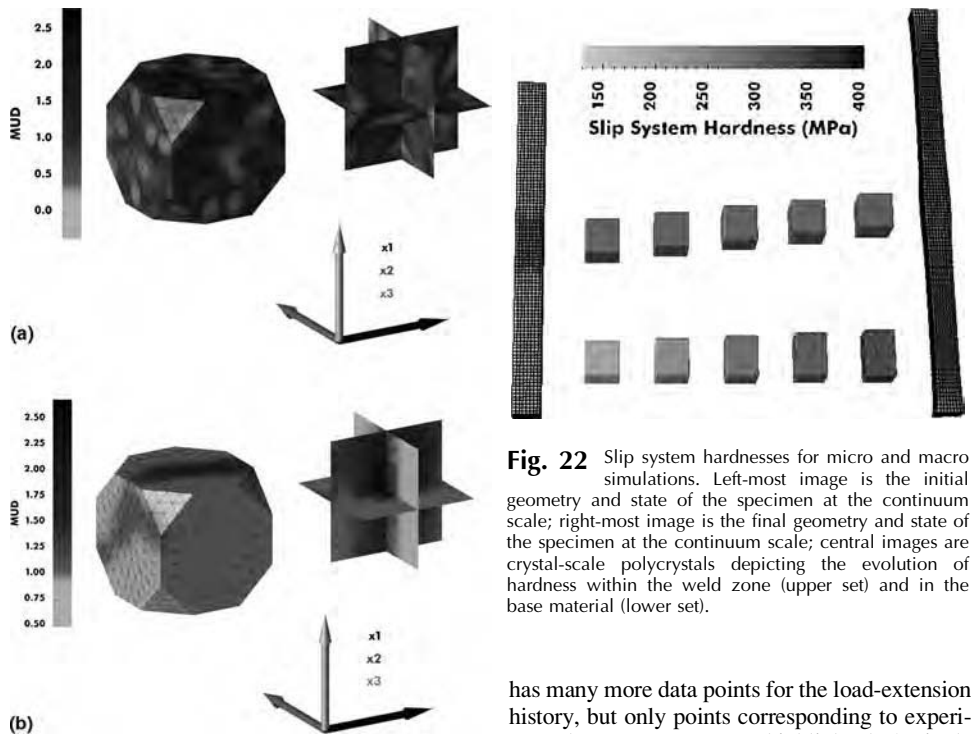 2.5
2.0
1.5
1.0
0.5
0.0
MUD
x1
x2
x3
(a)
2.50
2.25
2.00
1.75
1.50
1.25
1.00
0.75
0.50
MUD
x1
x2
x3
(b)
150
200
250
300
350
400
Slip System Hardness (MPa)
Fig. 22 Slip system hardnesses for micro and macro
simulations. Left-most image is the initial
geometry and state of the specimen at the continuum
scale; right-most image is the final geometry and state of
the specimen at the continuum scale; central images are
crystal-scale polycrystals depicting the evolution of
hardness within the weld zone (upper set) and in the
base material (lower set).
has many more data points for the load-extension
history, but only points corresponding to experi-